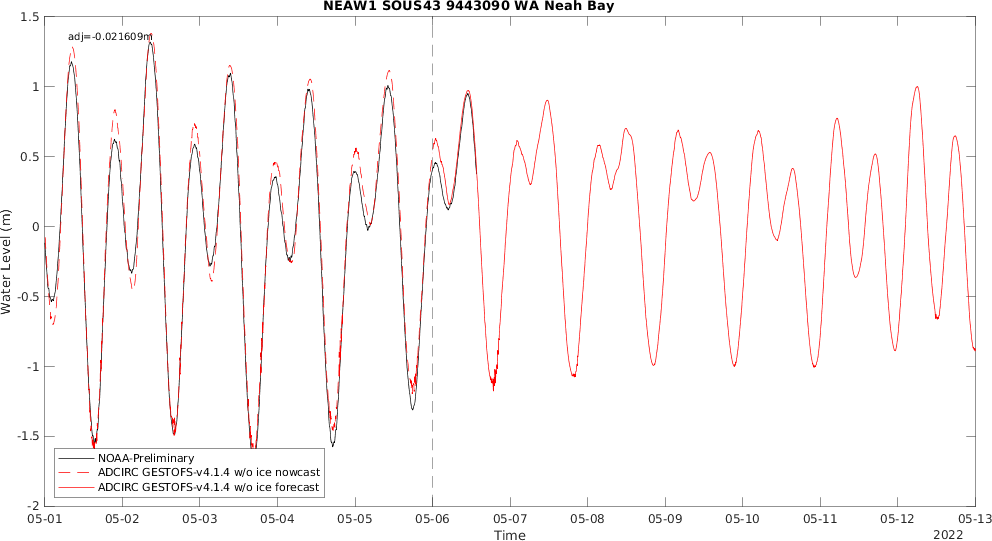 NEAW1 SOUS43 9443090 WA Neah Bay
adj=-0.021609m
1.5
1
0.5
0
-0.5
-1
-1.5
-2
Water Level (m)
NOAA-Preliminary
ADCIRC GESTOFS-v4.1.4 w/o ice nowcast
ADCIRC GESTOFS-v4.1.4 w/o ice forecast
05-01 05-02 05-03 05-04 05-05 05-06 05-07 05-08 05-09 05-10 05-11 05-12 05-13
Time
2022